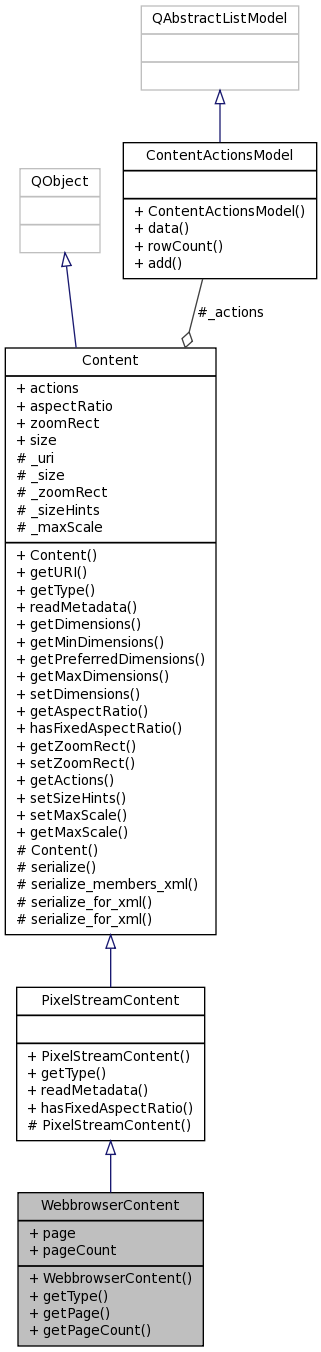 QAbstractListModel
ContentActionsModel
+ ContentActionsModel()
+ data()
+ rowCount()
+ add()
QObject
#_actions
Content
+ actions
+ aspectRatio
+ zoomRect
+ size
# _uri
# _size
# _zoomRect
# _sizeHints
# _maxScale
+ Content()
+ getURI()
+ getType()
+ readMetadata()
+ getDimensions()
+ getMinDimensions()
+ getPreferredDimensions()
+ getMaxDimensions()
+ setDimensions()
+ getAspectRatio()
+ hasFixedAspectRatio()
+ getZoomRect()
+ setZoomRect()
+ getActions()
+ setSizeHints()
+ setMaxScale()
+ getMaxScale()
# Content()
# serialize()
# serialize_members_xml()
# serialize_for_xml()
# serialize_for_xml()
PixelStreamContent
+ PixelStreamContent()
+ getType()
+ readMetadata()
+ hasFixedAspectRatio()
# PixelStreamContent()
WebbrowserContent
+ page
+ pageCount
+ WebbrowserContent()
+ getType()
+ getPage()
+ getPageCount()